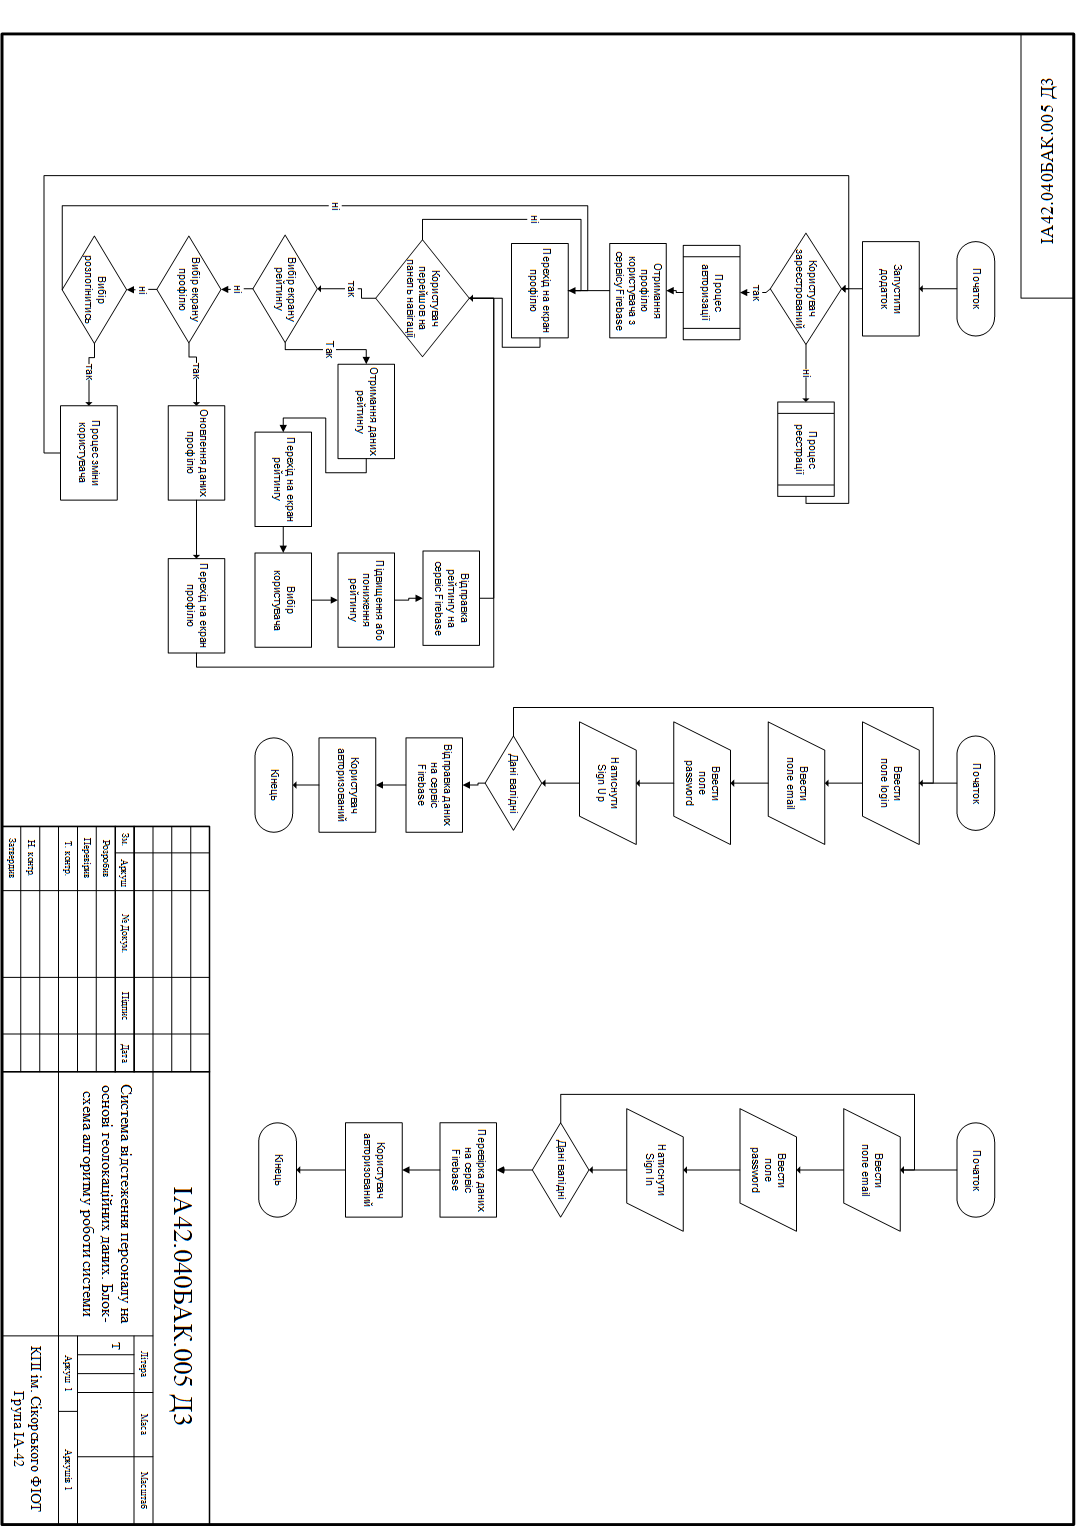 ІА42.040БАК.005 Д3
Початок
Запустити
додаток
Користувач
зареєстрований
так
ні
Процес
авторизації
Процес
реєстрації
Отримання
профілю
користувача з
сервісу Firebase
Перехід на екран
профілю
ні
ні
Користувач
перейшов на
панель навігації
так
Вибір екрану
рейтингу
Так
ні
Отримання даних
рейтингу
Перехід на екран
рейтингу
Вибір
користувача
Підвищення або
пониження
рейтингу
Відправка
рейтингу на
сервіс Firebase
Вибір екрану
профілю
так
ні
Оновлення даних
профілю
Перехід на екран
профілю
Вибір
розлогінитись
так
Процес зміни
користувача
Початок
Ввести
поле login
Ввести
поле email
Ввести
поле
password
Натиснути
Sign Up
Дані валідні
Відправка даних
на сервіс
Firebase
Користувач
авторизований
Кінець
Початок
Ввести
поле email
Ввести
поле
password
Натиснути
Sign In
Дані валідні
Перевірка даних
на сервіс
Firebase
Користувач
авторизований
Кінець
ІА42.040БАК.005 Д3
Зм.
Аркуш
№ Докум.
Підпис
Дата
Розробив
Перевірив
Т. контр.
Н. контр.
Затвердив
Система відстеження персоналу на
основі геолокаційних даних. Блок-
схема алгоритму роботи системи
Літера
Маса
Масштаб
Т
Аркуш 1
Аркушів 1
КПІ ім. Сікорського ФІОТ
Група ІА-42